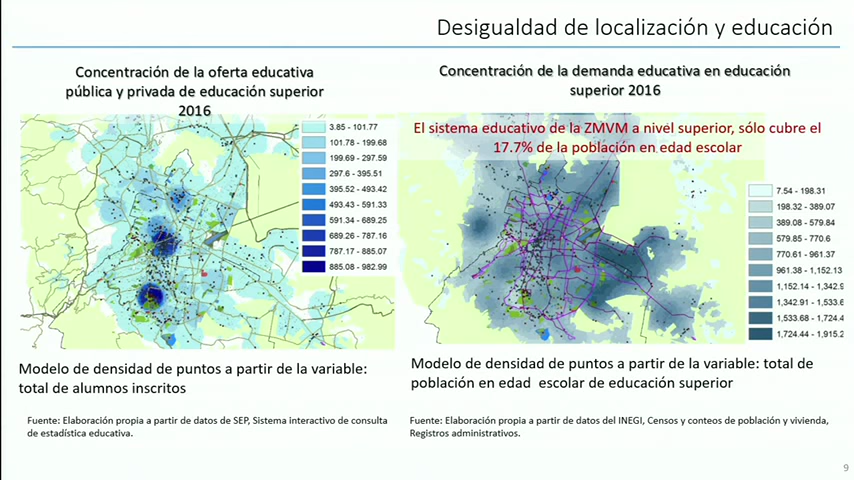 Desigualdad de localización y educación
Concentración de la oferta educativa
pública y privada de educación superior
2016
3.85 - 101.77
101.78 - 199.68
199.69 - 297.59
297.6 - 395.51
395.52 - 493.42
493.43 - 591.33
591.34 - 689.25
689.26 - 787.16
787.17 - 885.07
885.08 - 982.99
Modelo de densidad de puntos a partir de la variable:
total de alumnos inscritos
Fuente: Elaboración propia a partir de datos de SEP, Sistema interactivo de consulta
de estadística educativa.
Concentración de la demanda educativa en educación
superior 2016
El sistema educativo de la ZMVM a nivel superior, sólo cubre el
17.7% de la población en edad escolar
7.54 - 198.31
198.32 - 389.07
389.08 - 579.84
579.85 - 770.6
770.61 - 961.37
961.38 - 1,152.13
1,152.14 - 1,342.9
1,342.91 - 1,533.6
1,533.68 - 1,724.4
1,724.44 - 1,915.2
Modelo de densidad de puntos a partir de la variable: total de
población en edad escolar de educación superior
Fuente: Elaboración propia a partir de datos del INEGI, Censos y conteos de población y vivienda,
Registros administrativos.
9